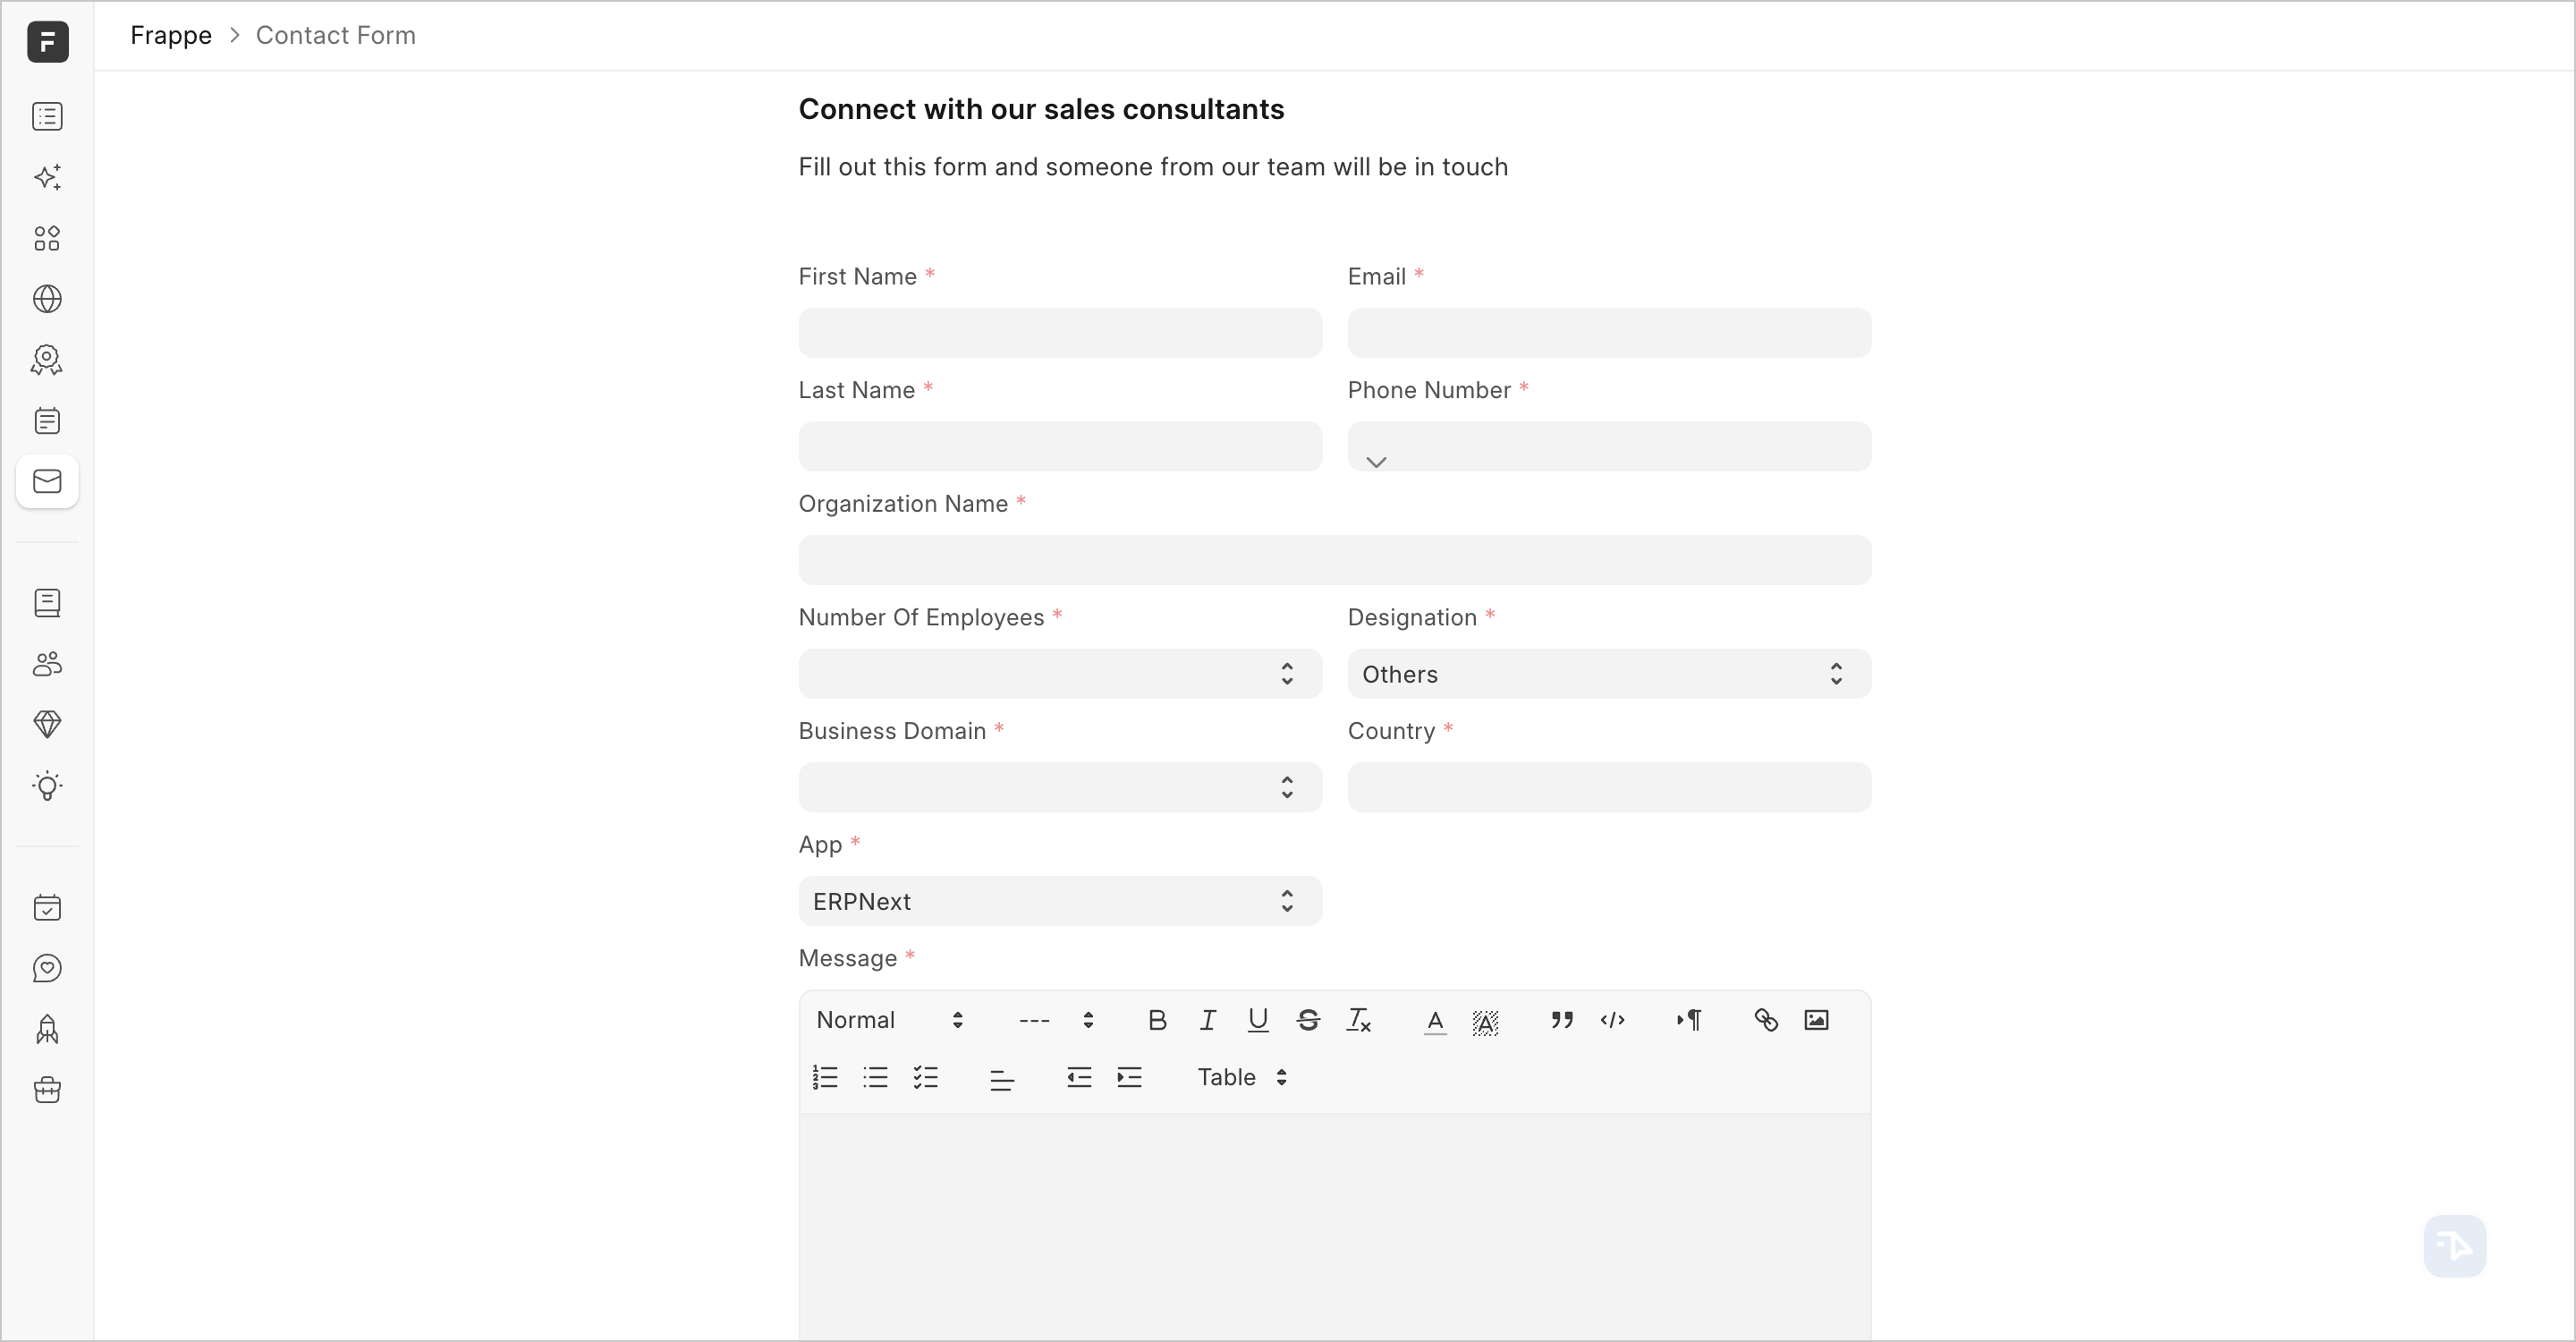 Frappe > Contact Form
Connect with our sales consultants
Fill out this form and someone from our team will be in touch
First Name *
Email *
Last Name *
Phone Number *
Organization Name *
Number Of Employees *
Designation *
Others
Business Domain *
Country *
App *
ERPNext
Message *
Normal --- B I U S Tx A A ” </> ¶
Table